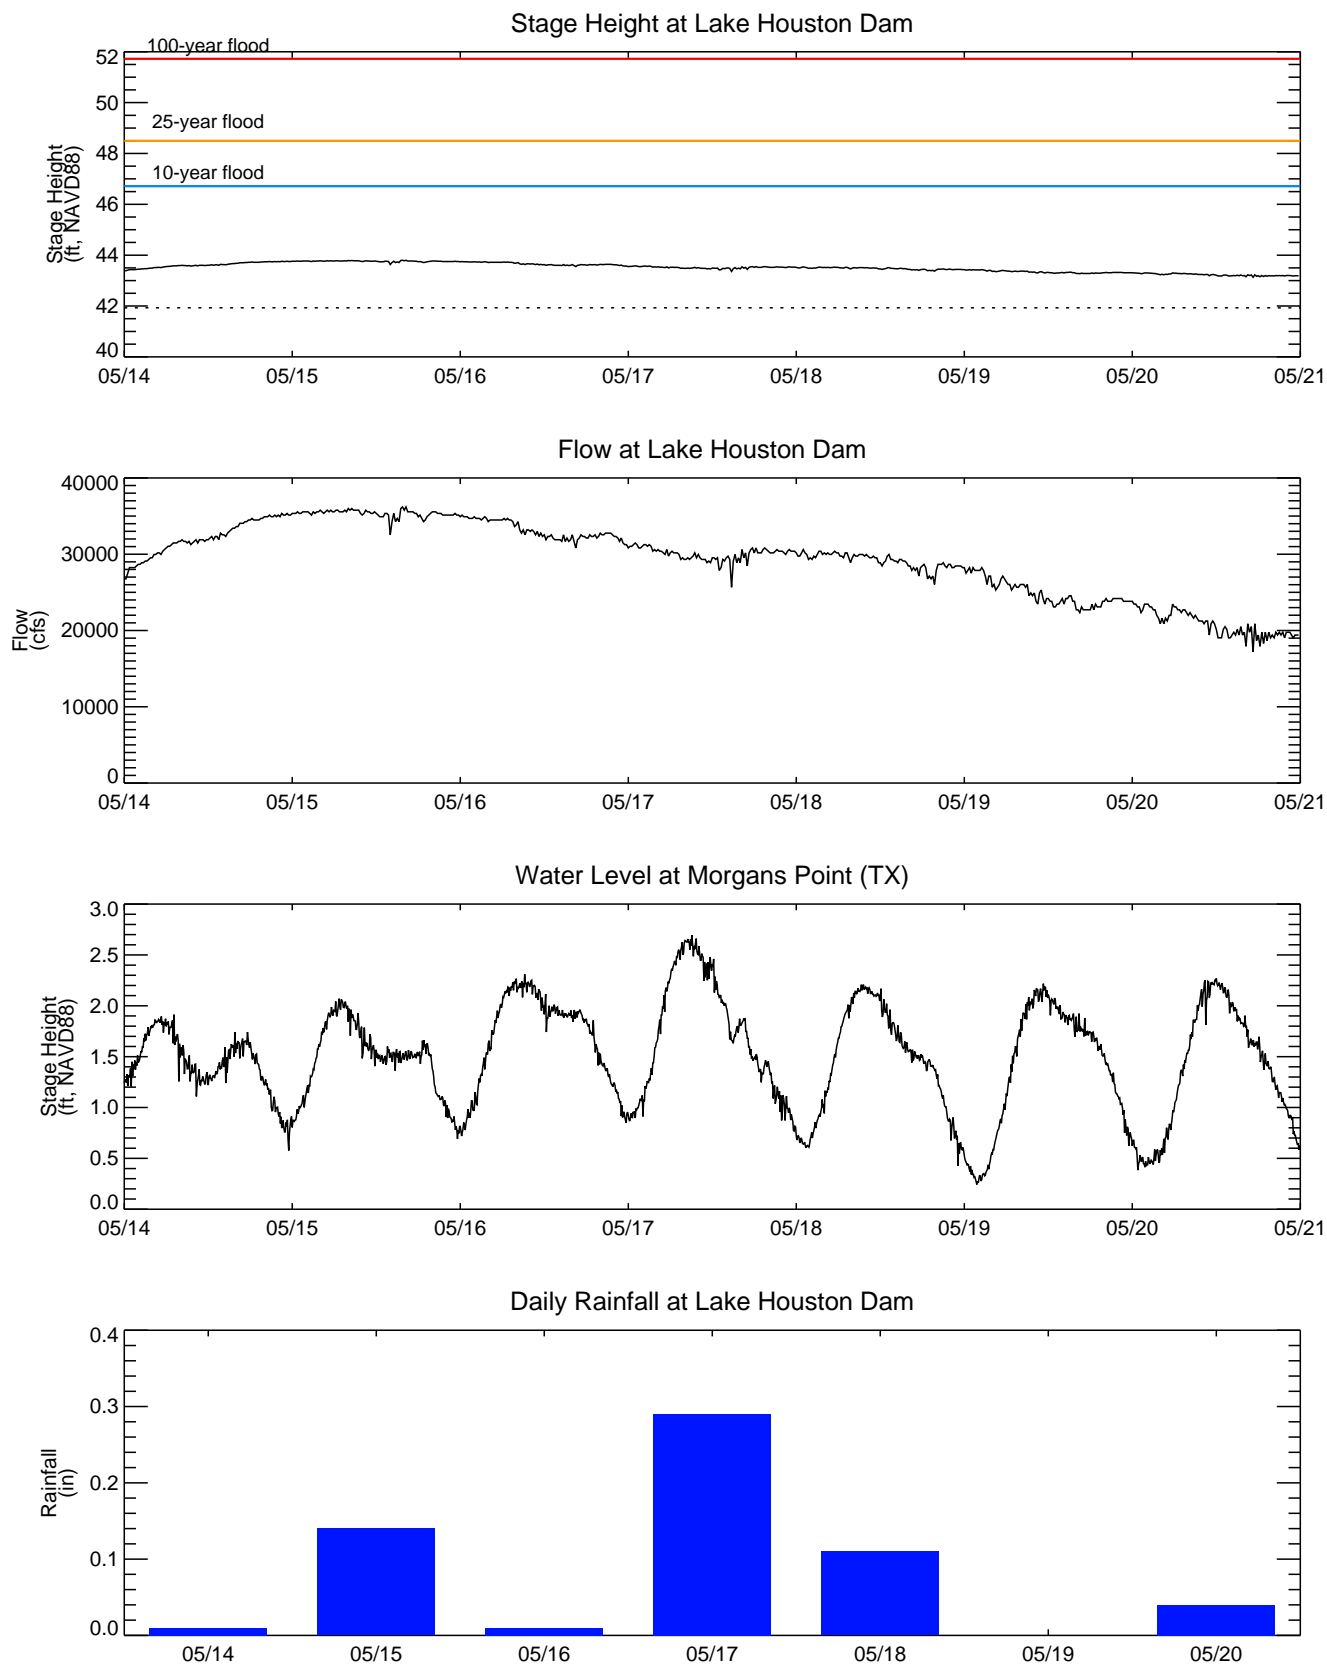 Stage Height at Lake Houston Dam
100-year flood
52
50
25-year flood
48
10-year flood
46
44
42
40
Stage Height
(ft, NAVD88)
05/14 05/15 05/16 05/17 05/18 05/19 05/20 05/21
Flow at Lake Houston Dam
40000
30000
20000
10000
0
Flow
(cfs)
05/14 05/15 05/16 05/17 05/18 05/19 05/20 05/21
Water Level at Morgans Point (TX)
3.0
2.5
2.0
1.5
1.0
0.5
0.0
Stage Height
(ft, NAVD88)
05/14 05/15 05/16 05/17 05/18 05/19 05/20 05/21
Daily Rainfall at Lake Houston Dam
0.4
0.3
0.2
0.1
0.0
Rainfall
(in)
05/14 05/15 05/16 05/17 05/18 05/19 05/20